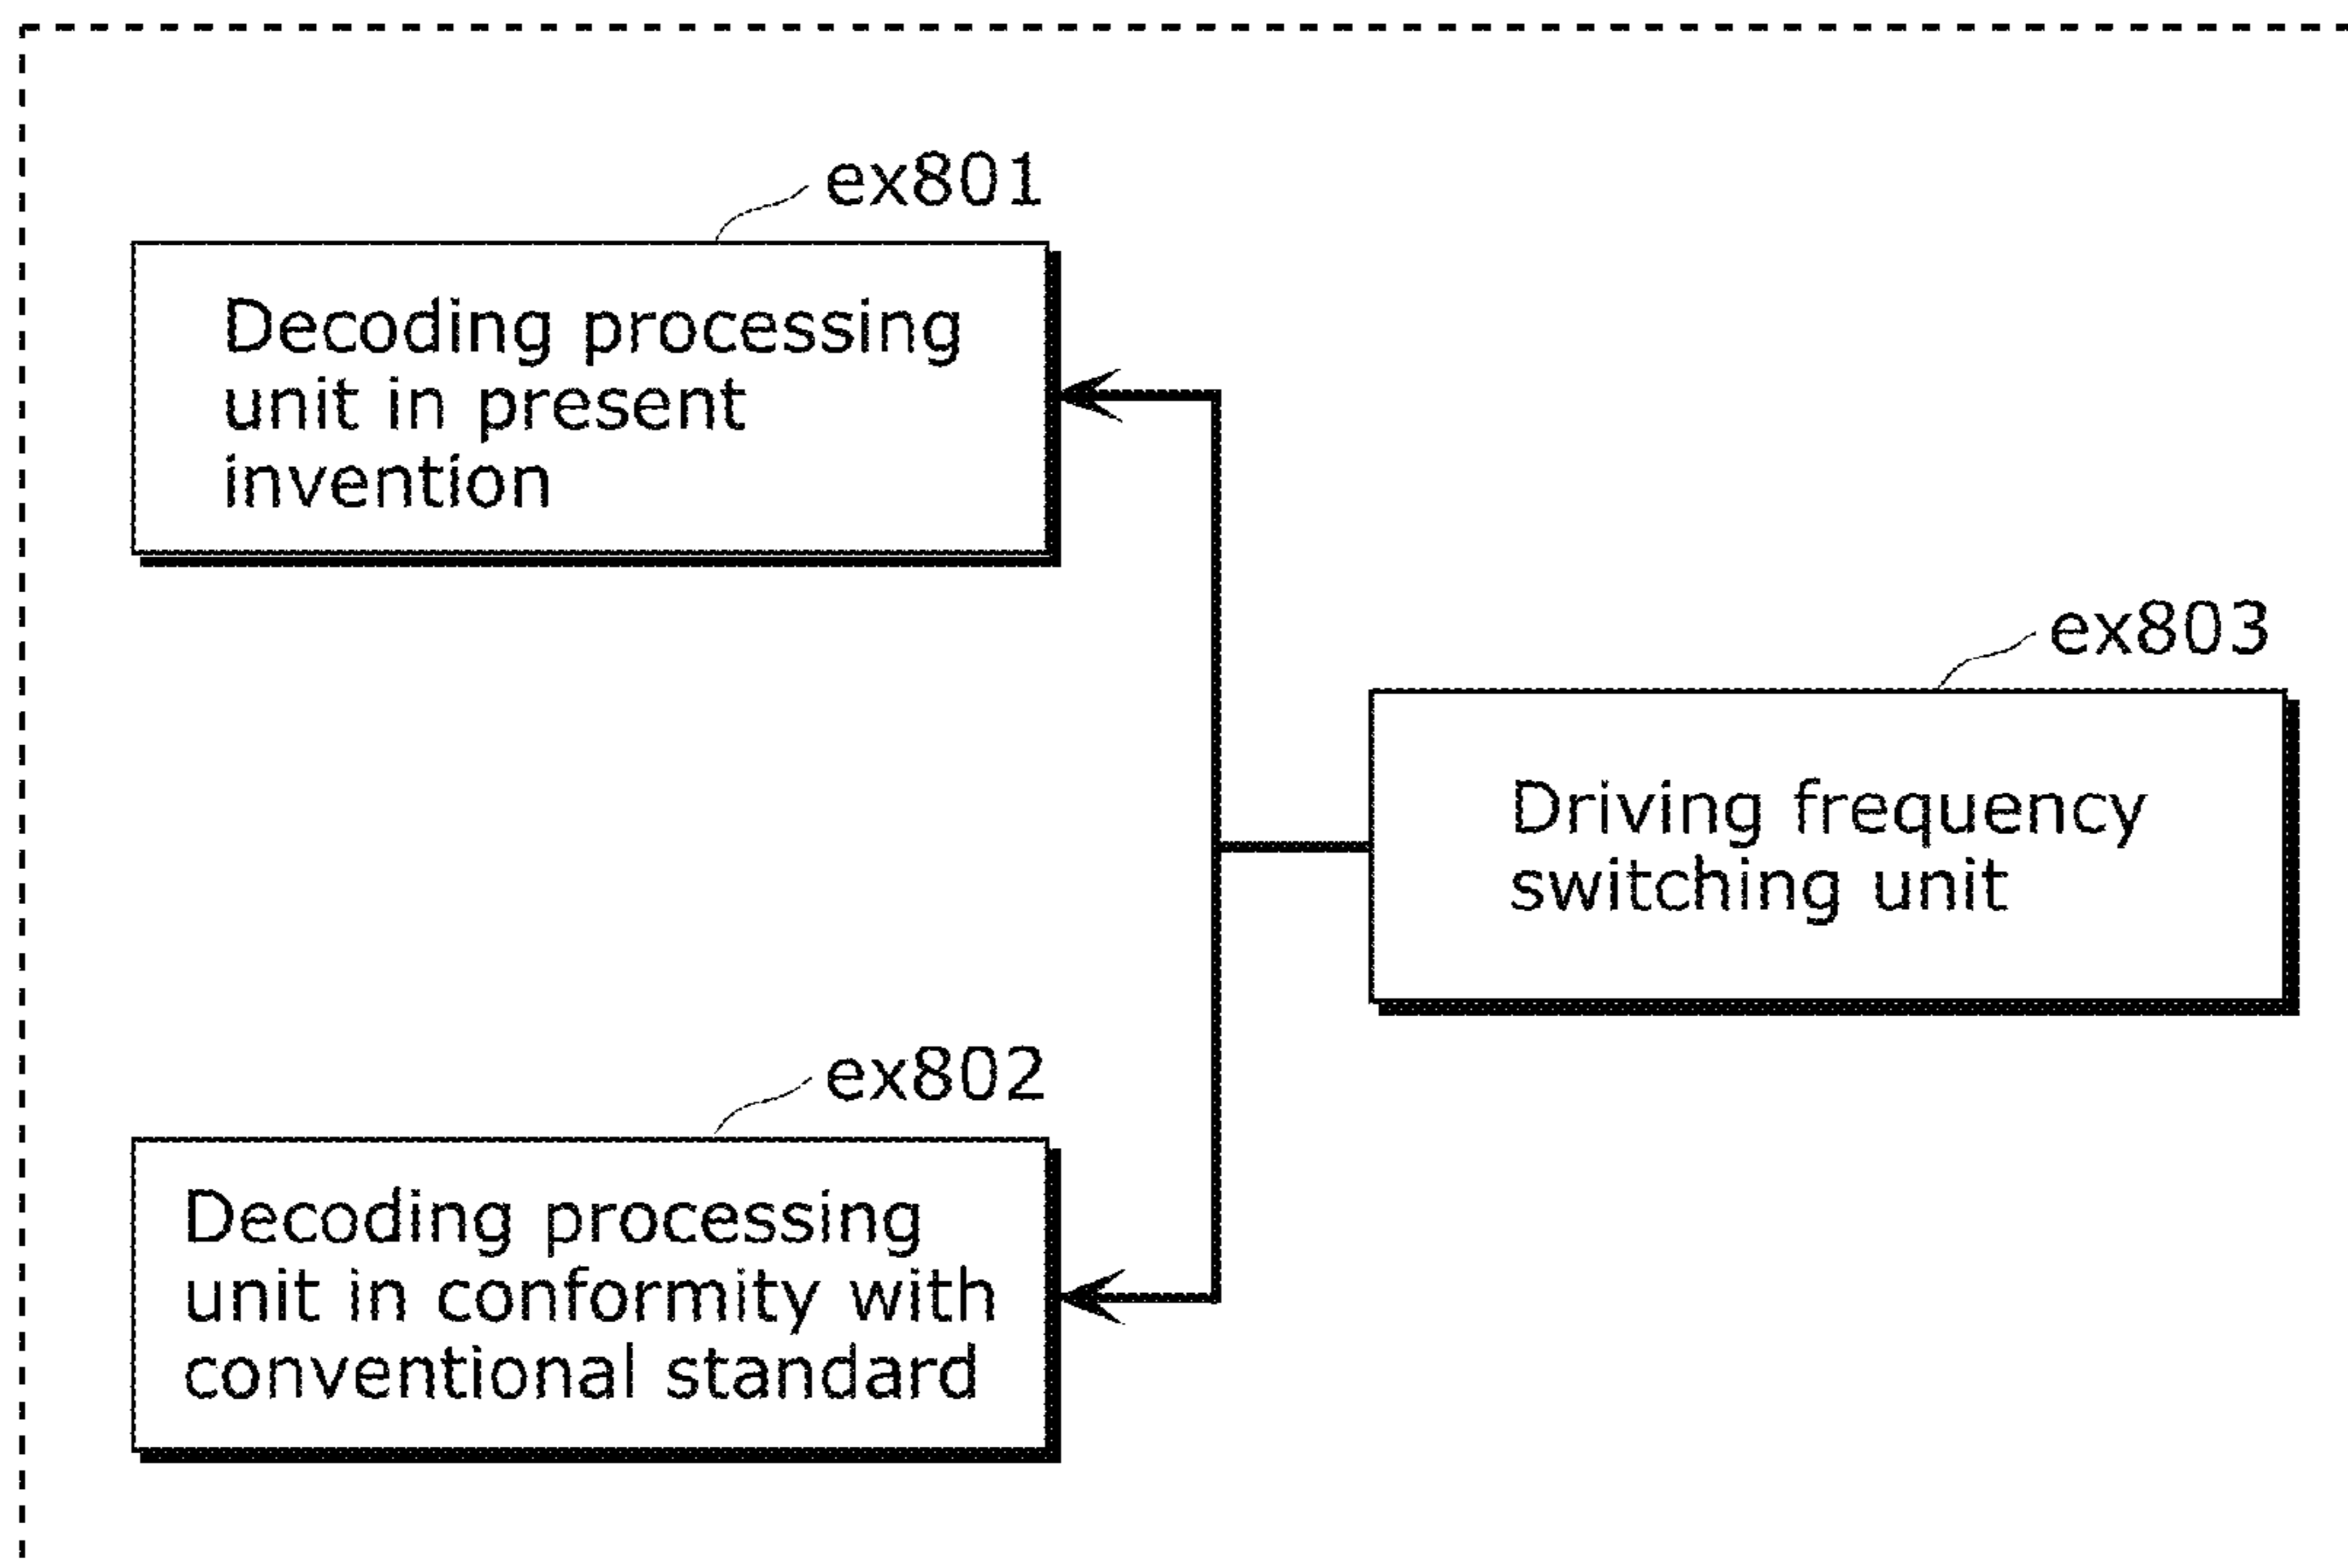 ex801
Decoding processing
unit in present
invention
ex803
Driving frequency
switching unit
ex802
Decoding processing
unit in conformity with
conventional standard